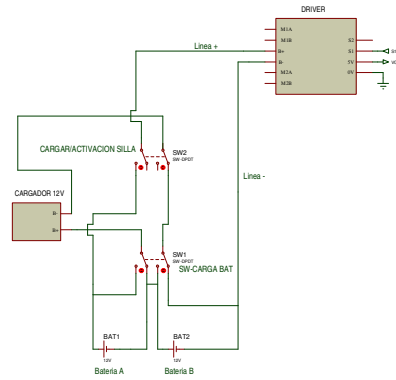 DRIVER
M1A
M1B
B+
B-
M2A
M2B
S2
S1
5V
0V
Linea +
CARGAR/ACTIVACION SILLA
SW2
SW-DPDT
Linea -
CARGADOR 12V
B-
B+
SW1
SW-DPDT
SW-CARGA BAT
BAT1
12V
BAT2
12V
Bateria A
Bateria B